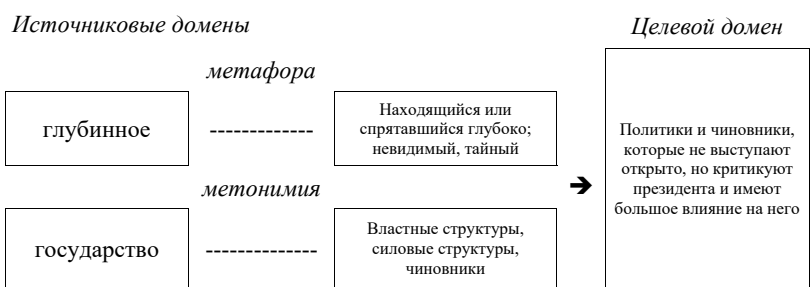 Источниковые домены
Целевой домен
метафора
глубинное
-------------
Находящийся или
спрятавшийся глубоко;
невидимый, тайный
метонимия
государство
--------------
Властные структуры,
силовые структуры,
чиновники
➔
Политики и чиновники,
которые не выступают
открыто, но критикуют
президента и имеют
большое влияние на него